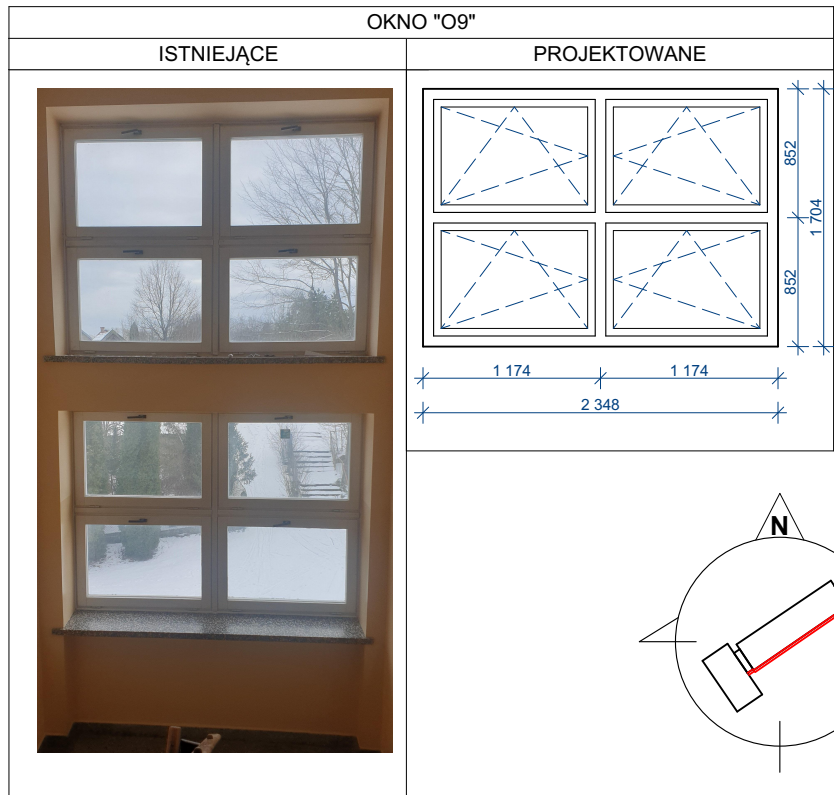 OKNO "O9"
ISTNIEJĄCE
PROJEKTOWANE
852
1 704
852
1 174
1 174
2 348
N